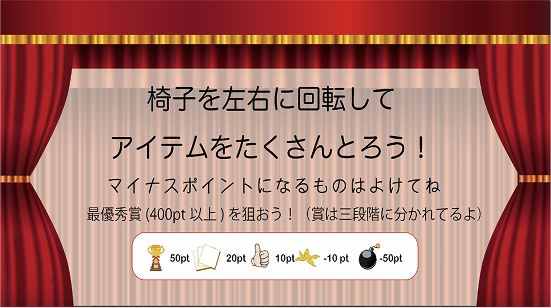 椅子を左右に回転して
アイテムをたくさんとろう！
マイナスポイントになるものはよけてね
最優秀賞(400pt 以上)を狙おう！（賞は三段階に分かれてるよ）
50pt 20pt 10pt -10 pt -50pt